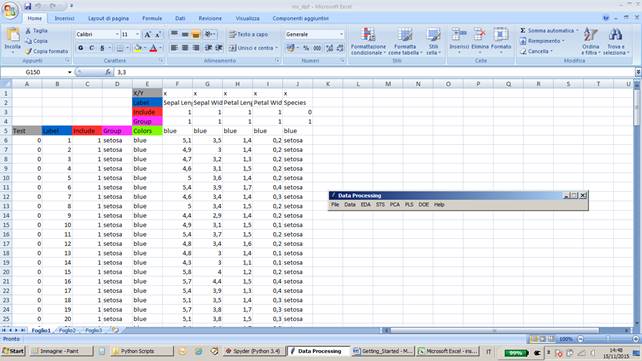 ris_dat - Microsoft Excel
Home Inserisci Layout di pagina Formule Dati Revisione Visualizza Componenti aggiuntivi
Incolla
Taglia
Copia
Copia formato
Appunti
Calibri 11
Carattere
Testo a capo
Unisci e centra
Allineamento
Generale
Numeri
Formattazione condizionale
Formatta come tabella
Stili cella
Stili
Inserisci
Elimina
Formato
Celle
Somma automatica
Riempimento
Cancella
Ordina e filtra
Trova e seleziona
Modifica
G150 3,3
A B C D E F G H I J K L M N O P Q R S T U
1 X/Y x x x x x
2 Label Sepal Leng Sepal Wid Petal Leng Petal Wid Species
3 Include 1 1 1 1 0
4 Group 1 1 1 1 1
5 Test Label Include Group Colors blue blue blue blue blue
6 0 1 1 setosa blue 5,1 3,5 1,4 0,2 setosa
7 0 2 1 setosa blue 4,9 3 1,4 0,2 setosa
8 0 3 1 setosa blue 4,7 3,2 1,3 0,2 setosa
9 0 4 1 setosa blue 4,6 3,1 1,5 0,2 setosa
10 0 5 1 setosa blue 5 3,6 1,4 0,2 setosa
11 0 6 1 setosa blue 5,4 3,9 1,7 0,4 setosa
12 0 7 1 setosa blue 4,6 3,4 1,4 0,3 setosa
13 0 8 1 setosa blue 5 3,4 1,5 0,2 setosa
14 0 9 1 setosa blue 4,4 2,9 1,4 0,2 setosa
15 0 10 1 setosa blue 4,9 3,1 1,5 0,1 setosa
16 0 11 1 setosa blue 5,4 3,7 1,5 0,2 setosa
17 0 12 1 setosa blue 4,8 3,4 1,6 0,2 setosa
18 0 13 1 setosa blue 4,8 3 1,4 0,1 setosa
19 0 14 1 setosa blue 4,3 3 1,1 0,1 setosa
20 0 15 1 setosa blue 5,8 4 1,2 0,2 setosa
21 0 16 1 setosa blue 5,7 4,4 1,5 0,4 setosa
22 0 17 1 setosa blue 5,4 3,9 1,3 0,4 setosa
23 0 18 1 setosa blue 5,1 3,5 1,4 0,3 setosa
24 0 19 1 setosa blue 5,7 3,8 1,7 0,3 setosa
25 0 20 1 setosa blue 5,1 3,8 1,5 0,3 setosa
Data Processing
File Data EDA STS PCA PLS DOE Help
Foglio1 Foglio2 Foglio3
Pronto
100%
Start
Immagine - Paint
Python Scripts
Spyder (Python 3.4)
Data Processing
Getting_Started - M...
Microsoft Excel - ris...
IT
99%
14:48
15/11/2015